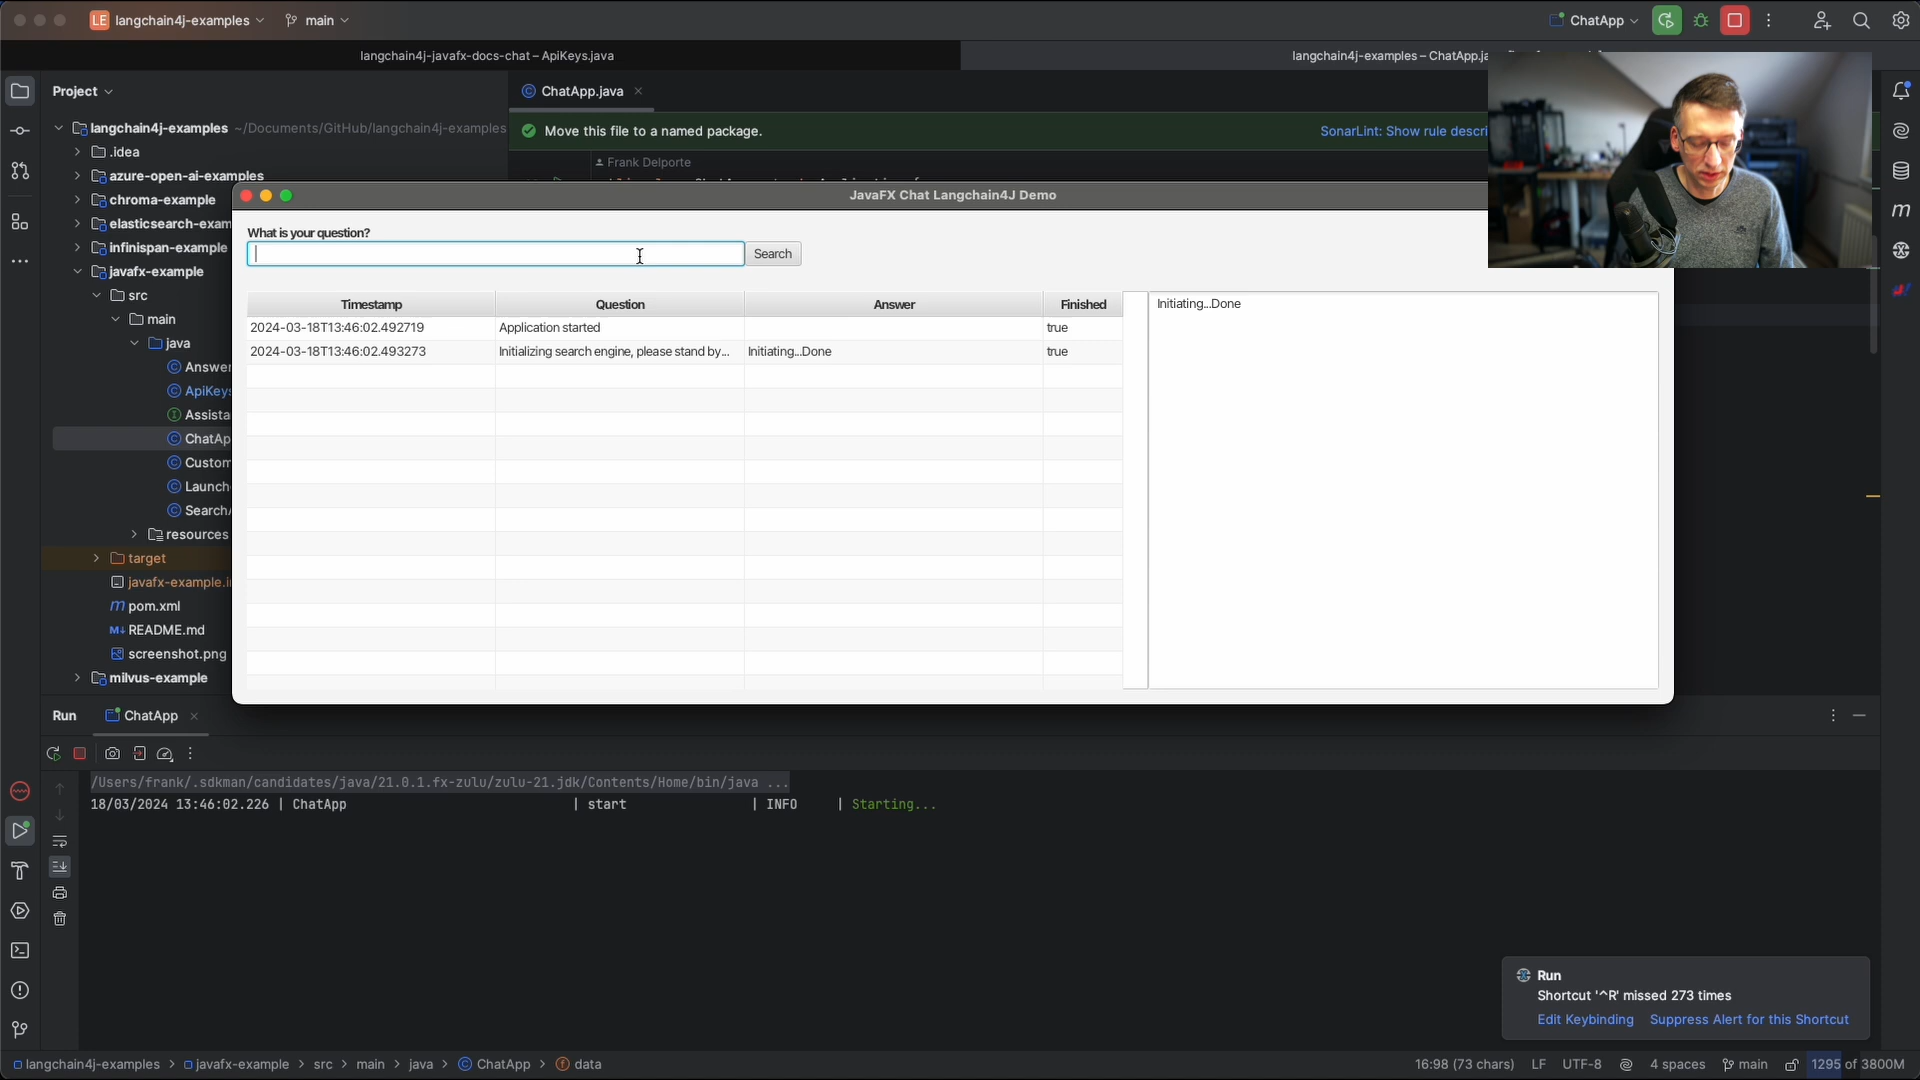 LE langchain4j-examples main ChatApp
langchain4j-javafx-docs-chat – ApiKeys.java
langchain4j-examples – ChatApp.ja
Project
ChatApp.java
langchain4j-examples ~/Documents/GitHub/langchain4j-examples
.idea
azure-open-ai-examples
chroma-example
elasticsearch-exam
infinispan-example
javafx-example
src
main
java
Answer
ApiKeys
Assista
ChatAp
Custom
Launch
SearchA
resources
target
javafx-example.i
pom.xml
README.md
screenshot.png
milvus-example
Move this file to a named package.
SonarLint: Show rule descri
Frank Delporte
JavaFX Chat Langchain4J Demo
What is your question?
Search
Timestamp Question Answer Finished
2024-03-18T13:46:02.492719 Application started true
2024-03-18T13:46:02.493273 Initializing search engine, please stand by... Initiating...Done true
Initiating...Done
Run ChatApp
/Users/frank/.sdkman/candidates/java/21.0.1.fx-zulu/zulu-21.jdk/Contents/Home/bin/java ...
18/03/2024 13:46:02.226 | ChatApp | start | INFO | Starting...
Run
Shortcut '^R' missed 273 times
Edit Keybinding Suppress Alert for this Shortcut
langchain4j-examples > javafx-example > src > main > java > ChatApp > data
16:98 (73 chars) LF UTF-8 4 spaces main 1295 of 3800M